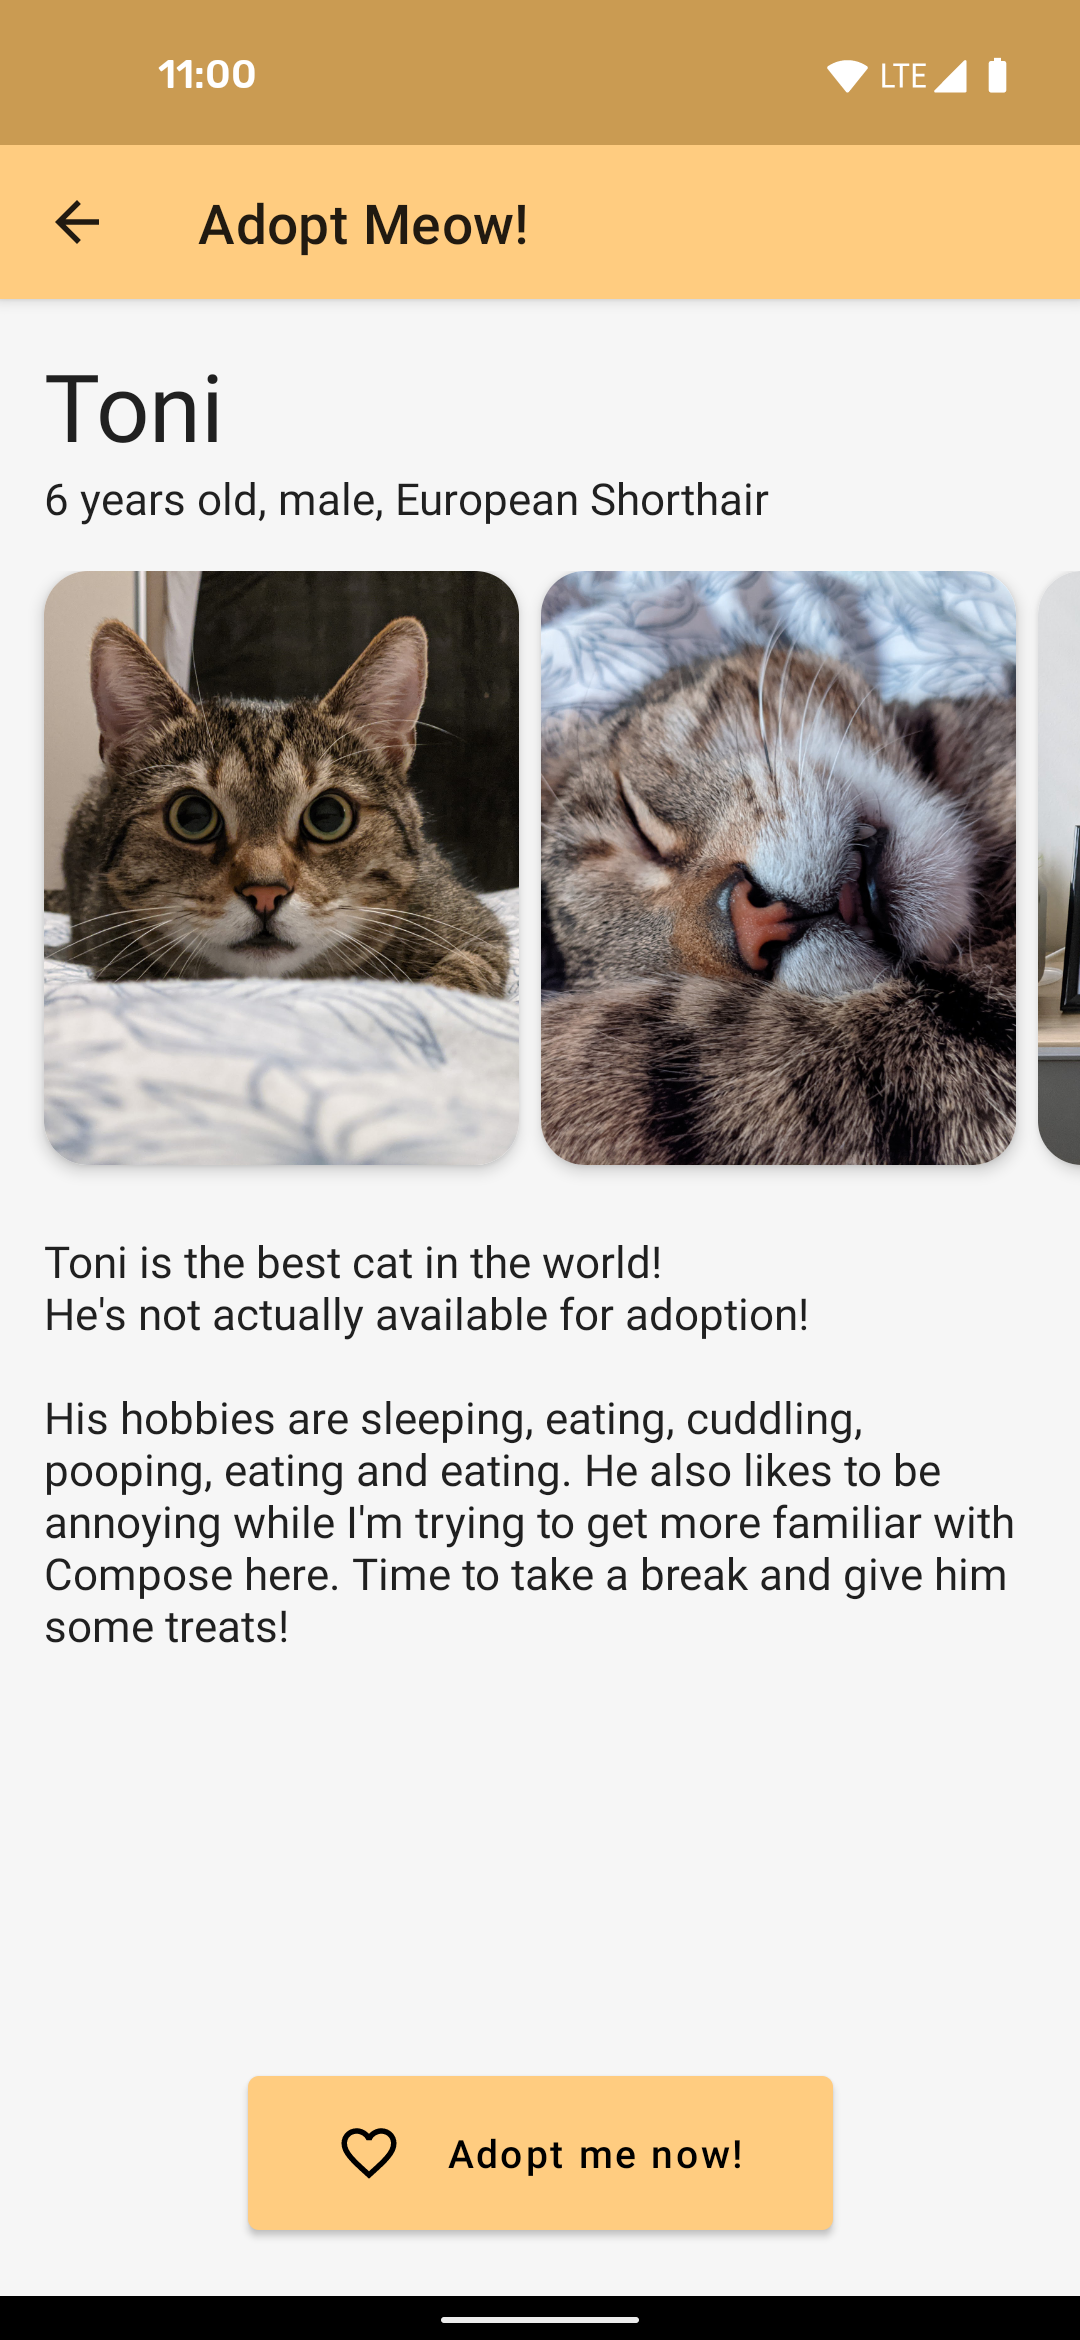 11:00
LTE
Adopt Meow!
Toni
6 years old, male, European Shorthair
Toni is the best cat in the world!
He's not actually available for adoption!
His hobbies are sleeping, eating, cuddling,
pooping, eating and eating. He also likes to be
annoying while I'm trying to get more familiar with
Compose here. Time to take a break and give him
some treats!
Adopt me now!